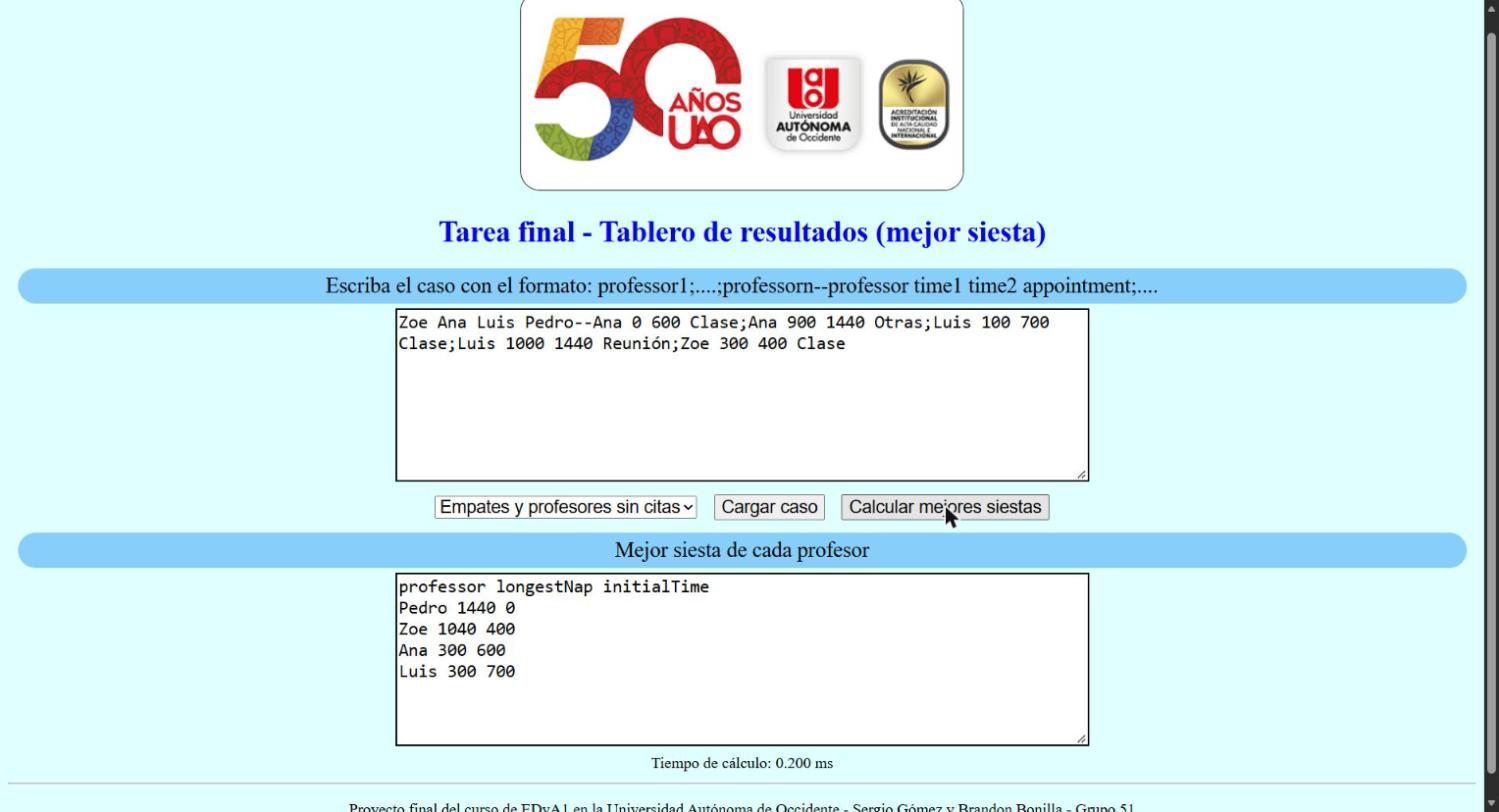 50 AÑOS UAO
Universidad
AUTÓNOMA
de Occidente
ACREDITACIÓN
INSTITUCIONAL
DE ALTA CALIDAD
NACIONAL E
INTERNACIONAL
Tarea final - Tablero de resultados (mejor siesta)
Escriba el caso con el formato: professor1;....;professorn--professor time1 time2 appointment;....
Zoe Ana Luis Pedro--Ana 0 600 Clase;Ana 900 1440 Otras;Luis 100 700
Clase;Luis 1000 1440 Reunión;Zoe 300 400 Clase
Empates y profesores sin citas Cargar caso Calcular mejores siestas
Mejor siesta de cada profesor
professor longestNap initialTime
Pedro 1440 0
Zoe 1040 400
Ana 300 600
Luis 300 700
Tiempo de cálculo: 0.200 ms
Proyecto final del curso de EDyA1 en la Universidad Autónoma de Occidente - Sergio Gómez y Brandon Bonilla - Grupo 51